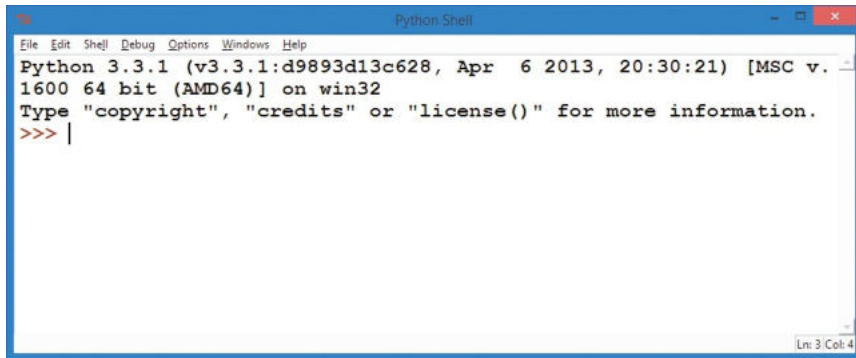 Python Shell
File Edit Shell Debug Options Windows Help
Python 3.3.1 (v3.3.1:d9893d13c628, Apr  6 2013, 20:30:21) [MSC v.
1600 64 bit (AMD64)] on win32
Type "copyright", "credits" or "license()" for more information.
>>>
Ln: 3 Col: 4